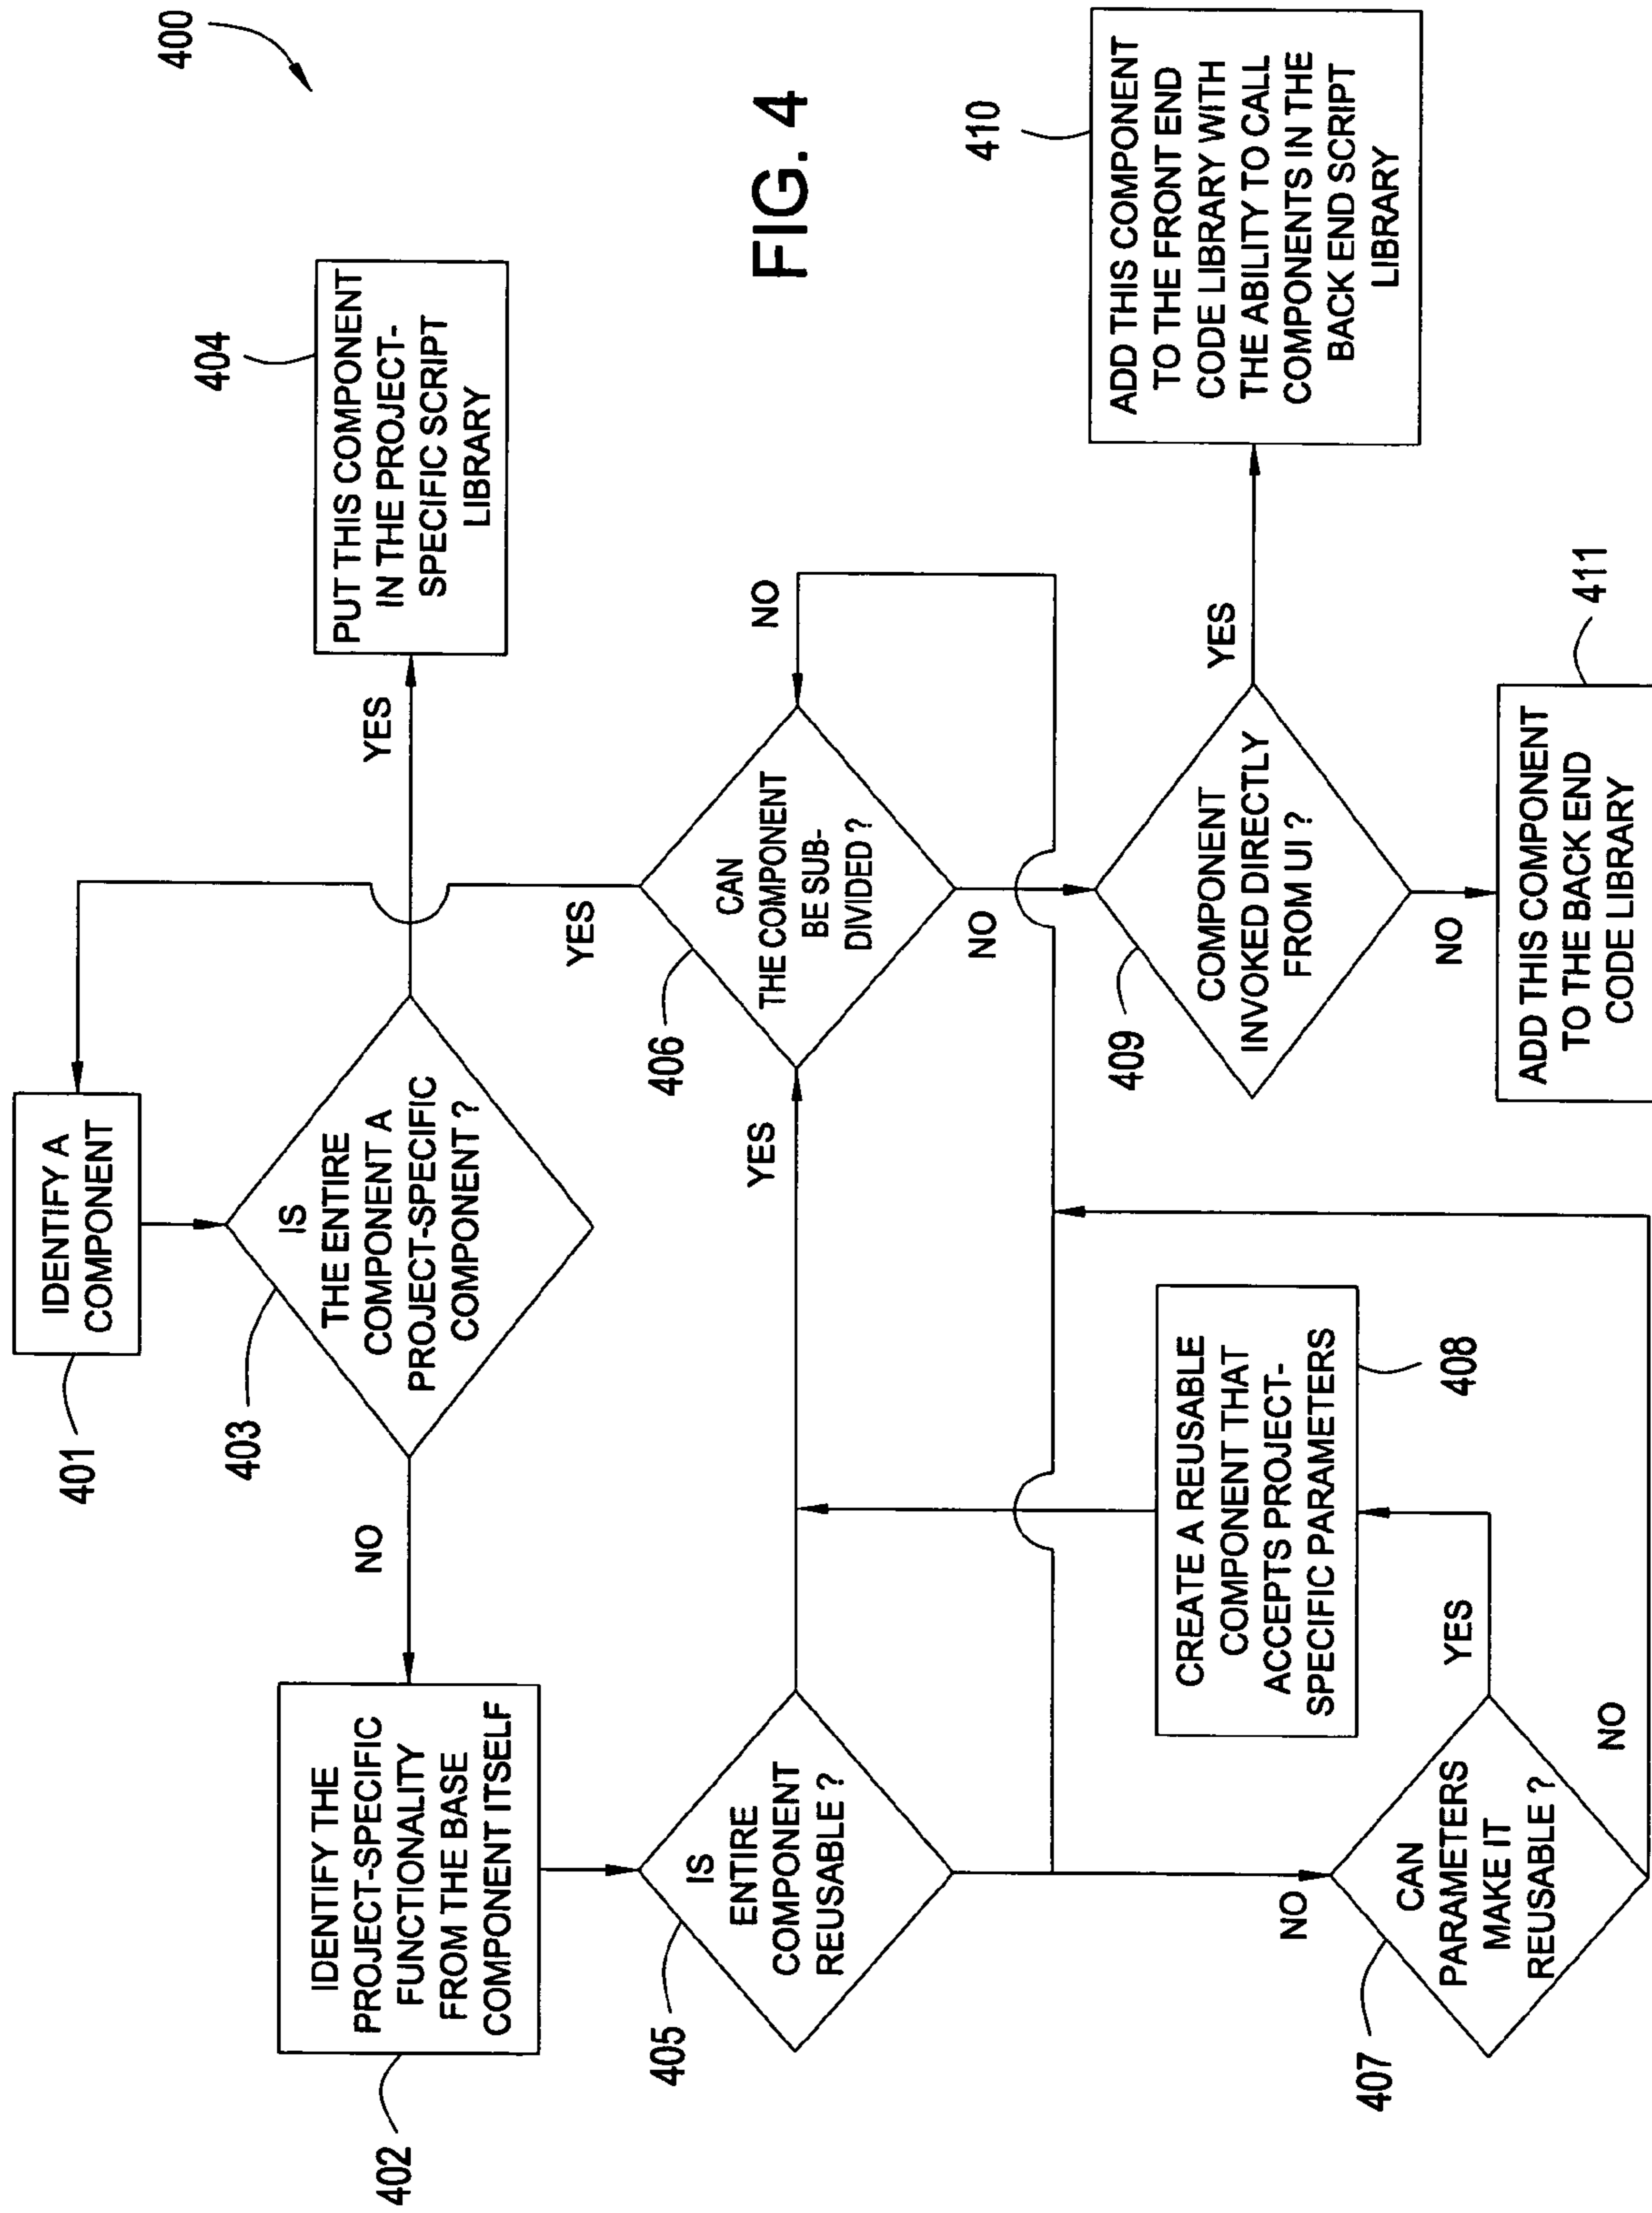 400
401
IDENTIFY A
COMPONENT
403
IS
THE ENTIRE
COMPONENT A
PROJECT-SPECIFIC
COMPONENT ?
YES
404
PUT THIS COMPONENT
IN THE PROJECT-
SPECIFIC SCRIPT
LIBRARY
NO
402
IDENTIFY THE
PROJECT-SPECIFIC
FUNCTIONALITY
FROM THE BASE
COMPONENT ITSELF
405
IS
ENTIRE
COMPONENT
REUSABLE ?
YES
406
CAN
THE COMPONENT
BE SUB-
DIVIDED ?
YES
NO
NO
FIG. 4
NO
407
CAN
PARAMETERS
MAKE IT
REUSABLE ?
YES
NO
408
CREATE A REUSABLE
COMPONENT THAT
ACCEPTS PROJECT-
SPECIFIC PARAMETERS
409
COMPONENT
INVOKED DIRECTLY
FROM UI ?
YES
410
ADD THIS COMPONENT
TO THE FRONT END
CODE LIBRARY WITH
THE ABILITY TO CALL
COMPONENTS IN THE
BACK END SCRIPT
LIBRARY
NO
411
ADD THIS COMPONENT
TO THE BACK END
CODE LIBRARY